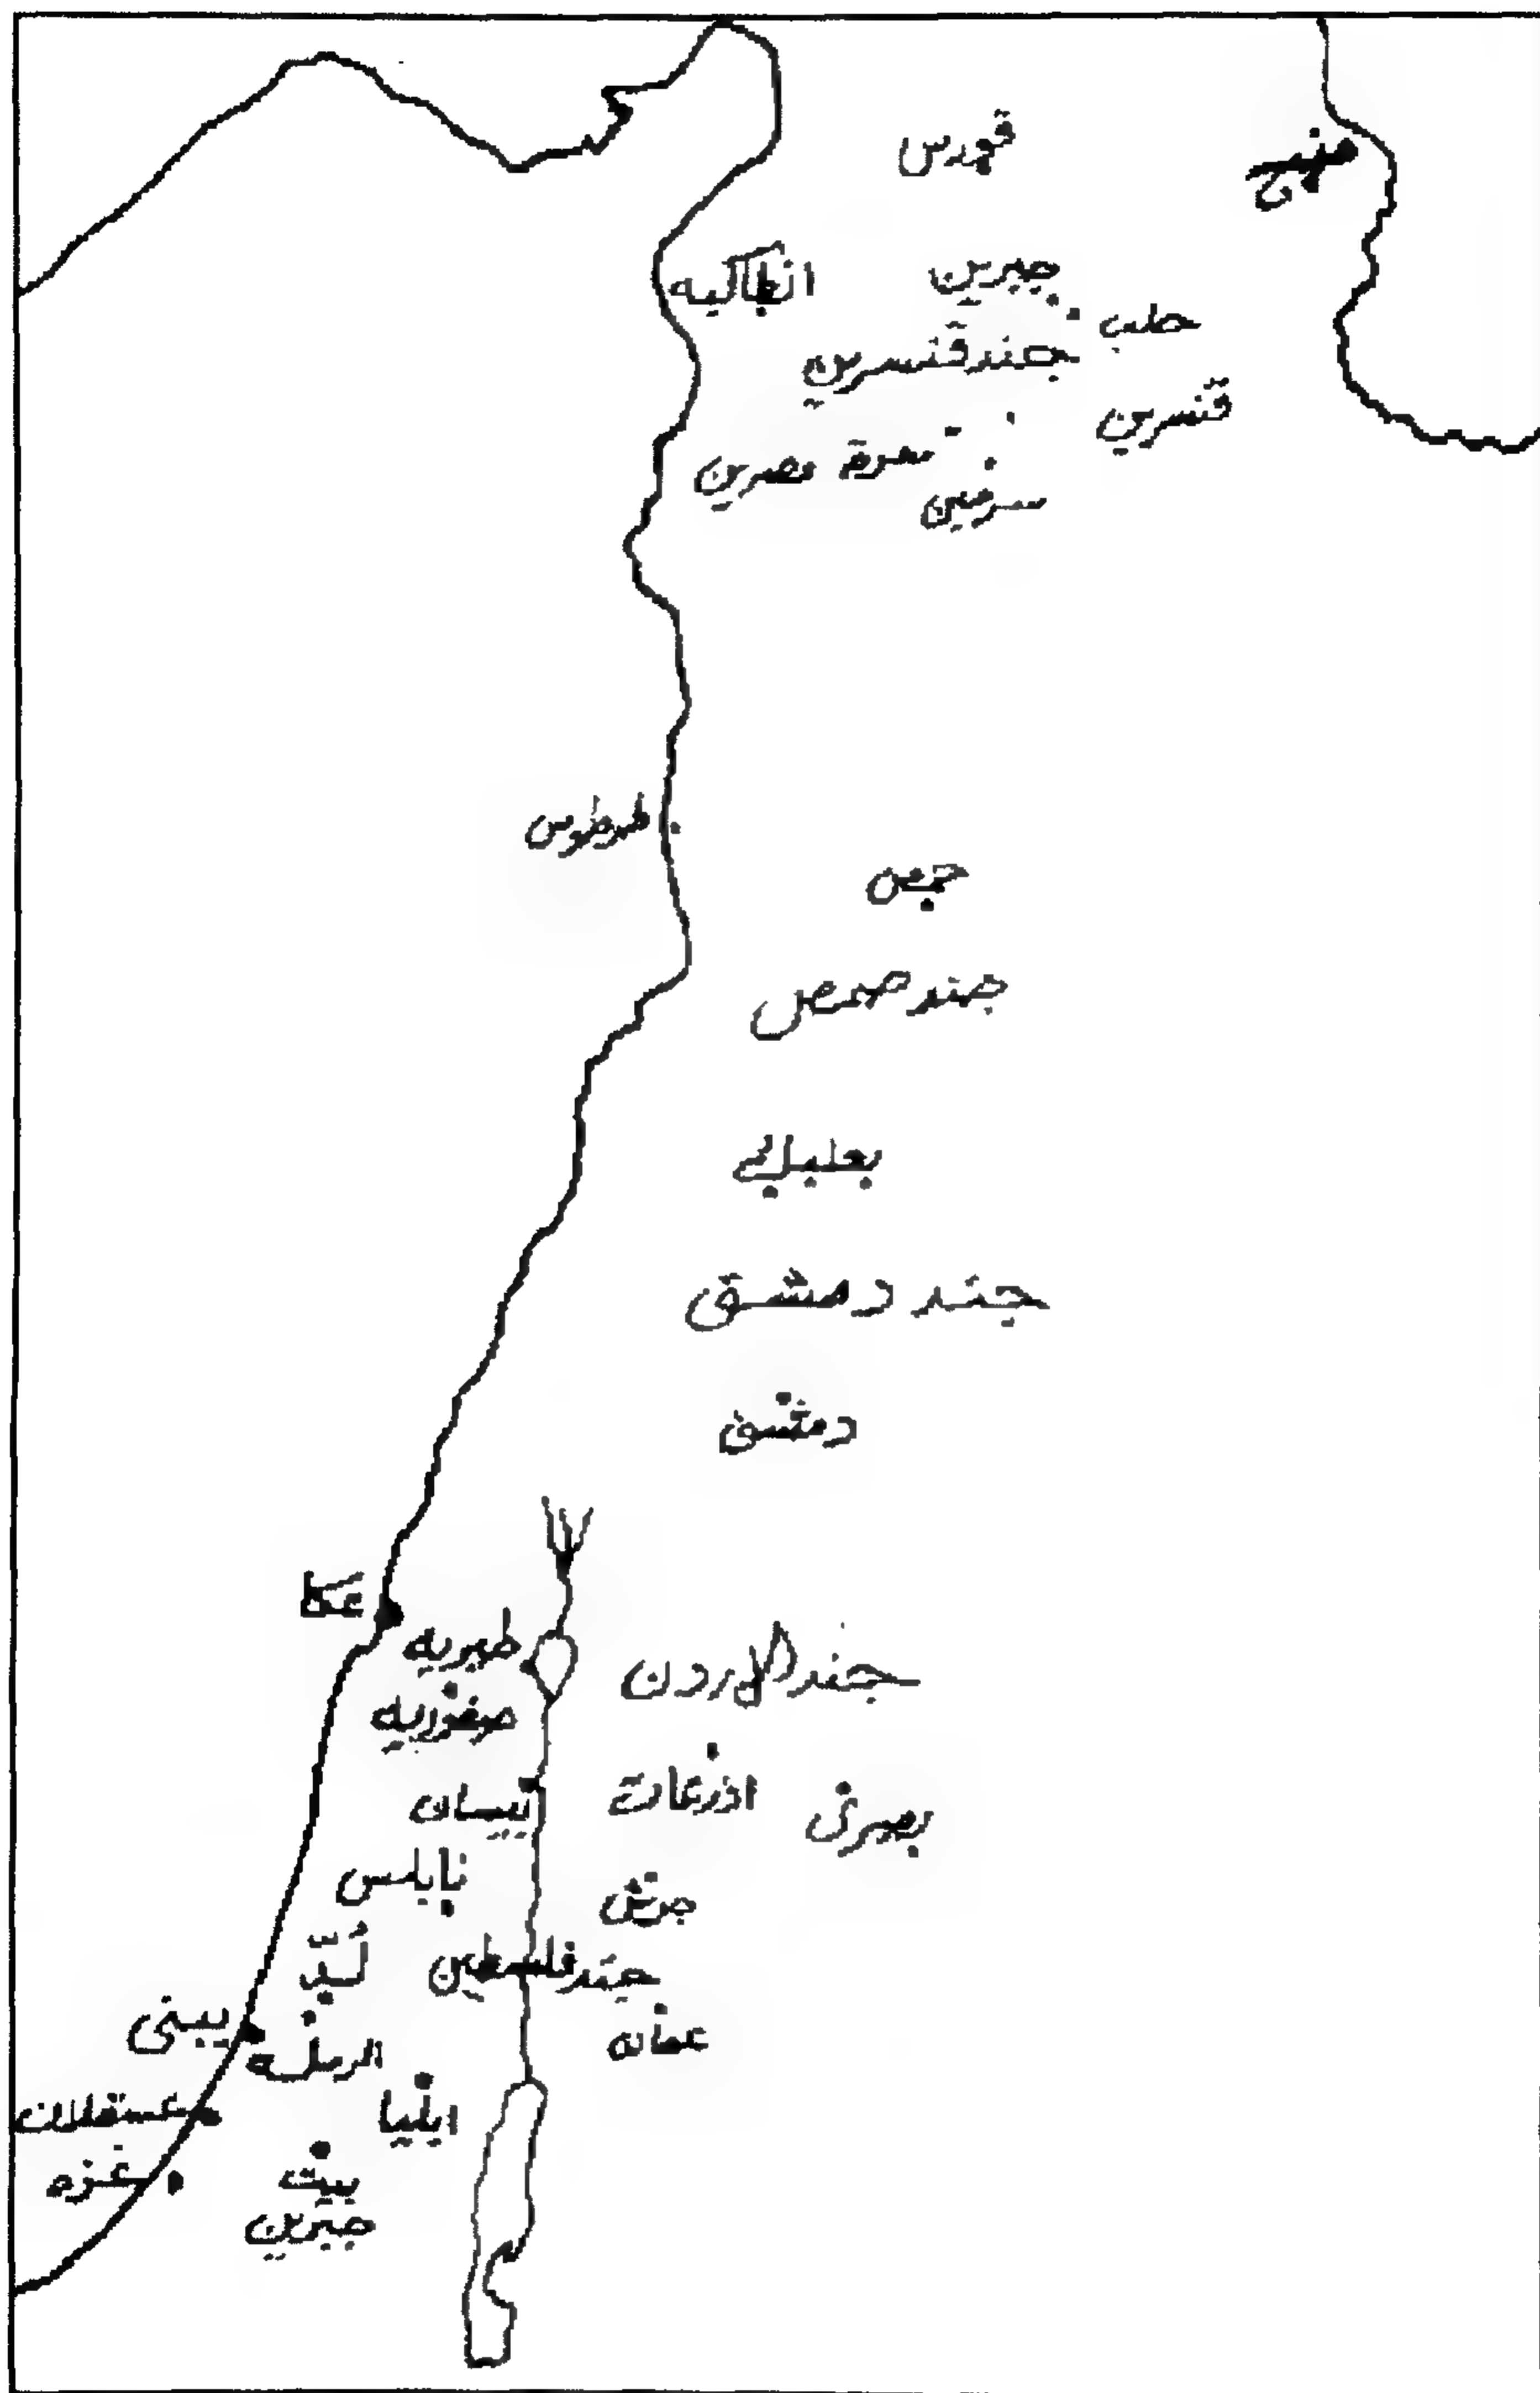 منبج
انطاكيه
جبرين
حلب
جند قنسرين
قنسرين
معرة مصرين
سرمين
طرطوس
حمص
جند حمص
بعلبك
جند دمشق
دمشق
عكا
طبريه
جند الاردن
صفوريه
اذرعات
بصرى
بيسان
نابلس
جرش
لُدّ
جند فلسطين
يبنى
عمان
الرمله
ايليا
عسقلان
غزه
بيت
جبرين